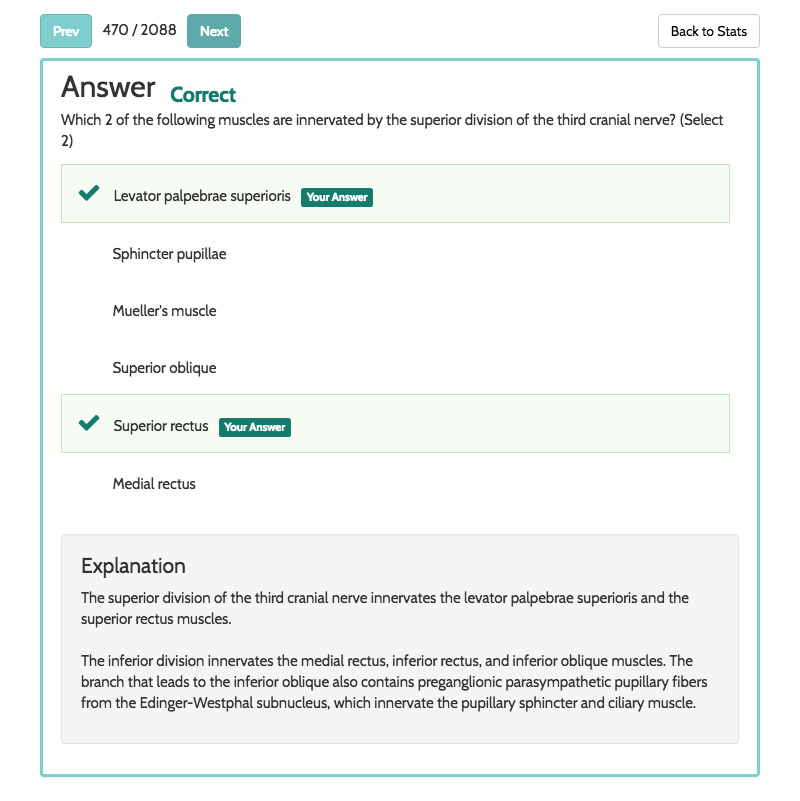 Prev 470 / 2088 Next Back to Stats
Answer Correct
Which 2 of the following muscles are innervated by the superior division of the third cranial nerve? (Select
2)
Levator palpebrae superioris Your Answer
Sphincter pupillae
Mueller's muscle
Superior oblique
Superior rectus Your Answer
Medial rectus
Explanation
The superior division of the third cranial nerve innervates the levator palpebrae superioris and the
superior rectus muscles.
The inferior division innervates the medial rectus, inferior rectus, and inferior oblique muscles. The
branch that leads to the inferior oblique also contains preganglionic parasympathetic pupillary fibers
from the Edinger-Westphal subnucleus, which innervate the pupillary sphincter and ciliary muscle.